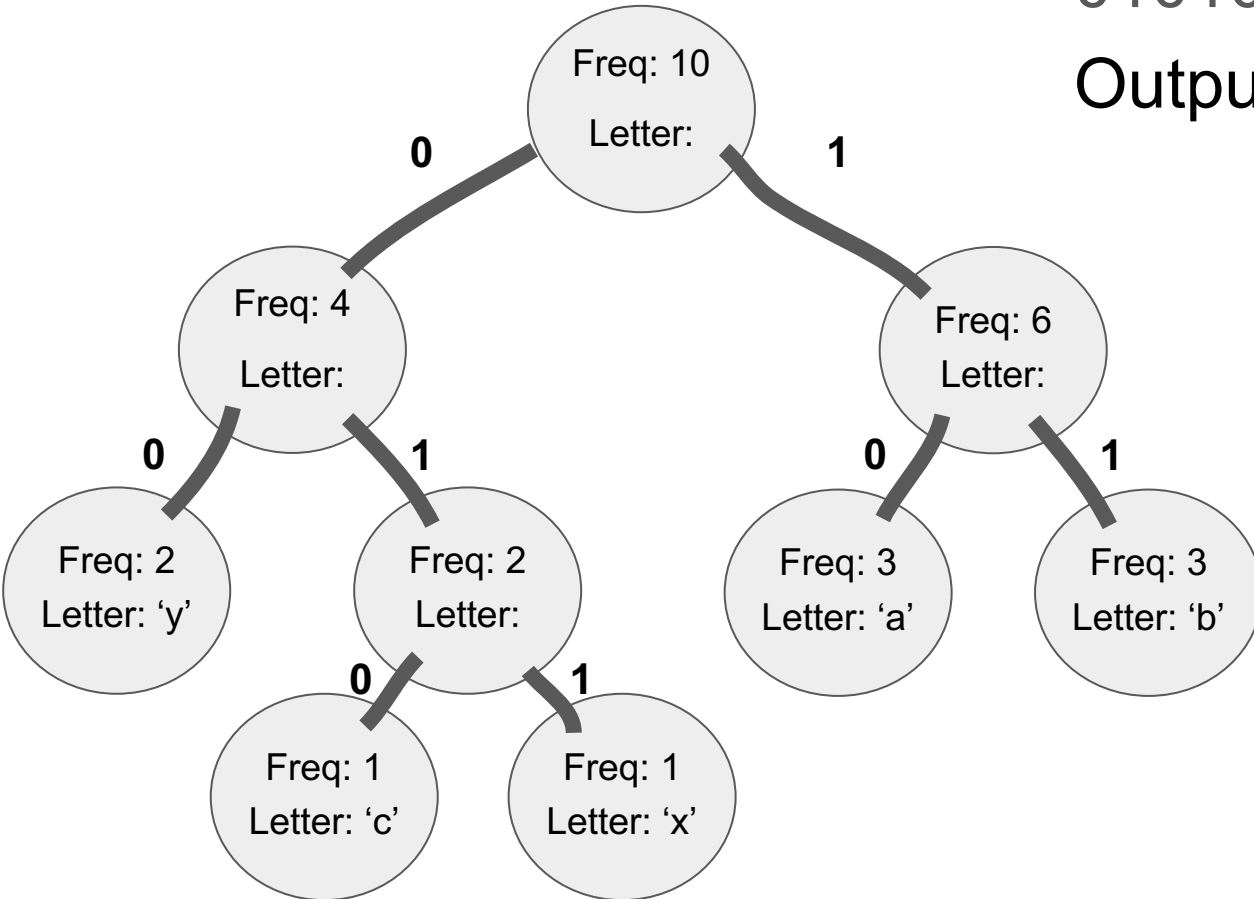 Outpu
Freq: 10
Letter:
0
1
Freq: 4
Letter:
Freq: 6
Letter:
0
1
0
1
Freq: 2
Letter: ‘y’
Freq: 2
Letter:
Freq: 3
Letter: ‘a’
Freq: 3
Letter: ‘b’
0
1
Freq: 1
Letter: ‘c’
Freq: 1
Letter: ‘x’